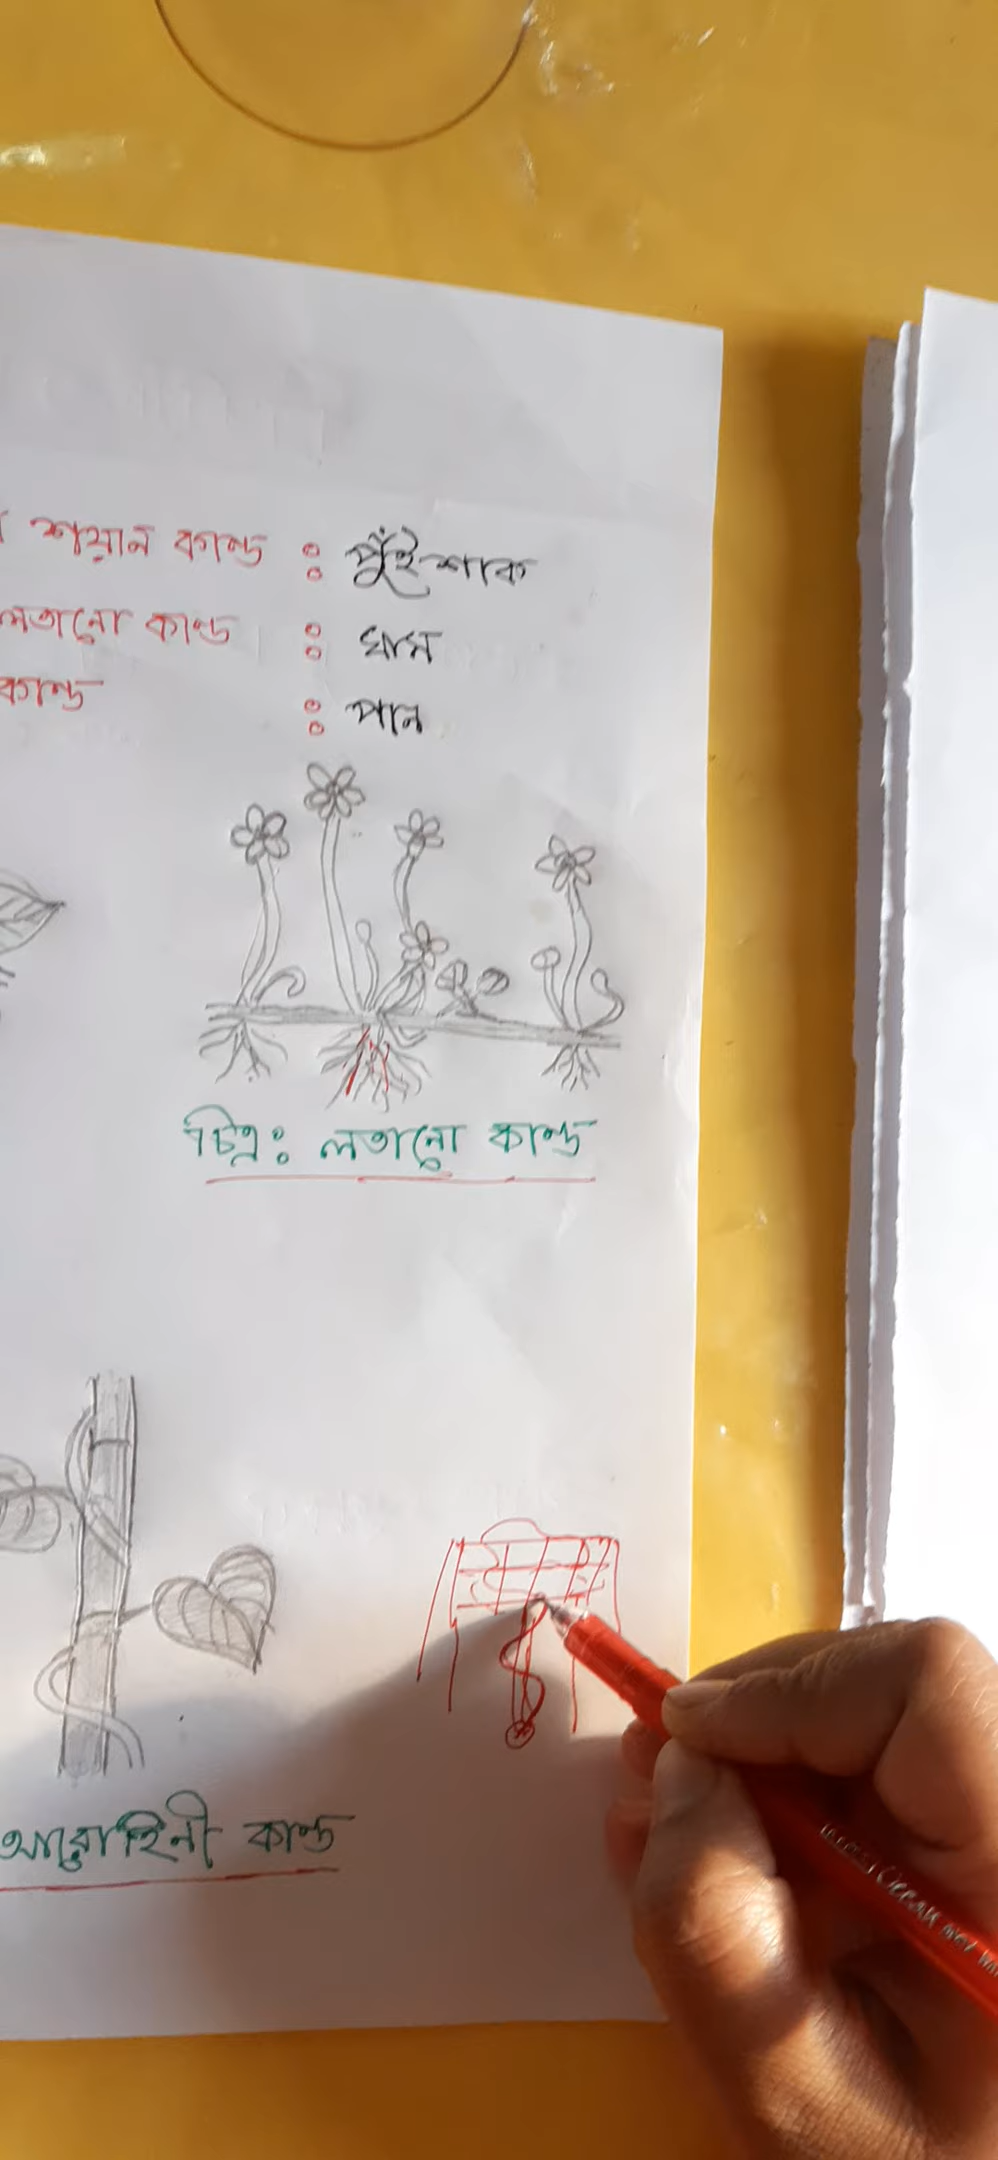 শয়ান কান্ড : পুঁইশাক
লতানো কান্ড : ঘাস
কান্ড : পান
চিত্র: লতানো কান্ড
আরোহিনী কান্ড